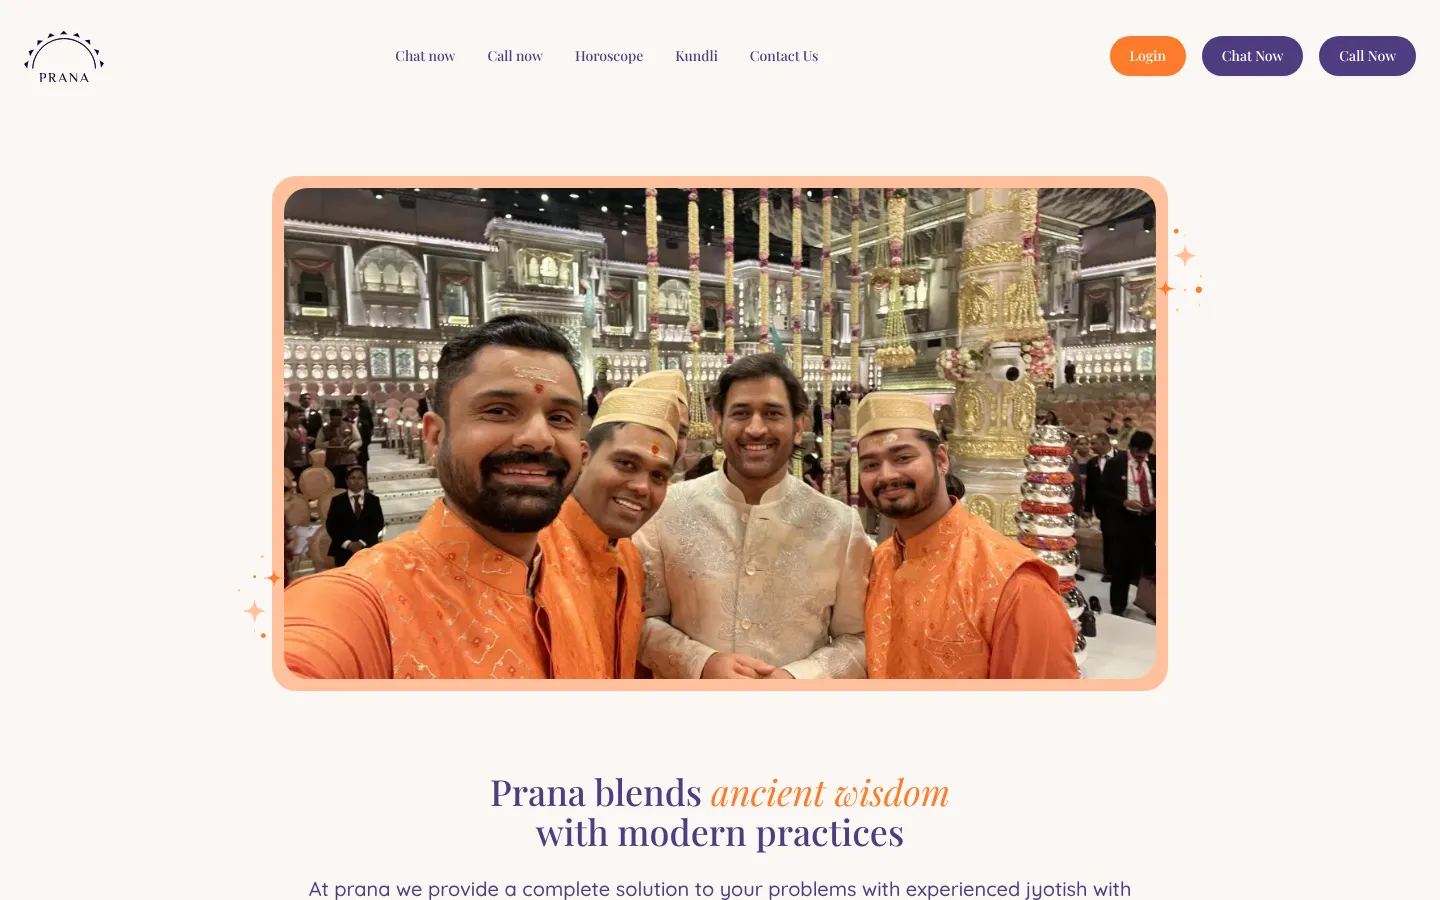 PRANA
Chat now
Call now
Horoscope
Kundli
Contact Us
Login
Chat Now
Call Now
Prana blends ancient wisdom
with modern practices
At prana we provide a complete solution to your problems with experienced jyotish with